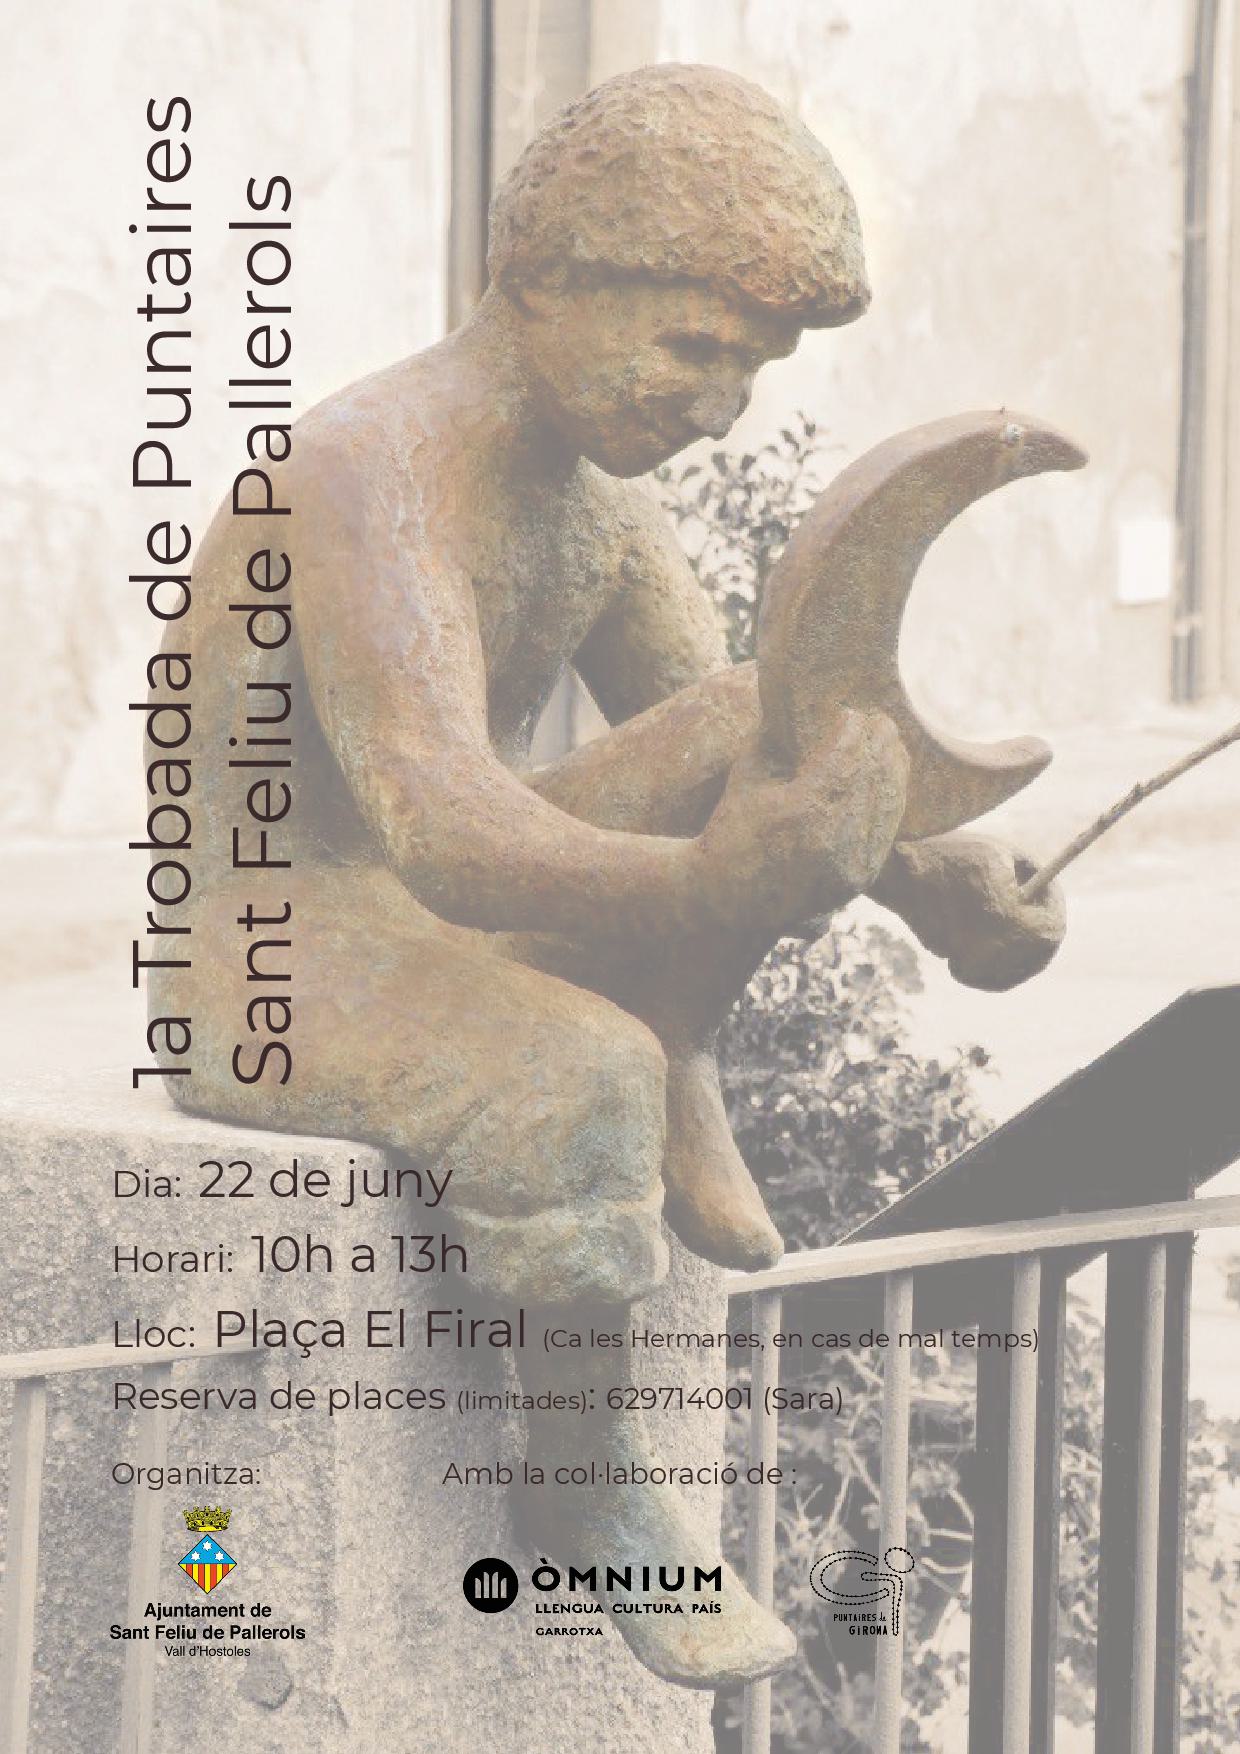 1a Trobada de Puntaires
Sant Feliu de Pallerols
Dia: 22 de juny
Horari: 10h a 13h
Lloc: Plaça El Firal (Ca les Hermanes, en cas de mal temps)
Reserva de places (limitades): 629714001 (Sara)
Organitza:
Amb la col·laboració de :
Ajuntament de
Sant Feliu de Pallerols
Vall d'Hostoles
ÒMNIUM
LLENGUA CULTURA PAÍS
GARROTXA
PUNTAiRES de
GiRONA